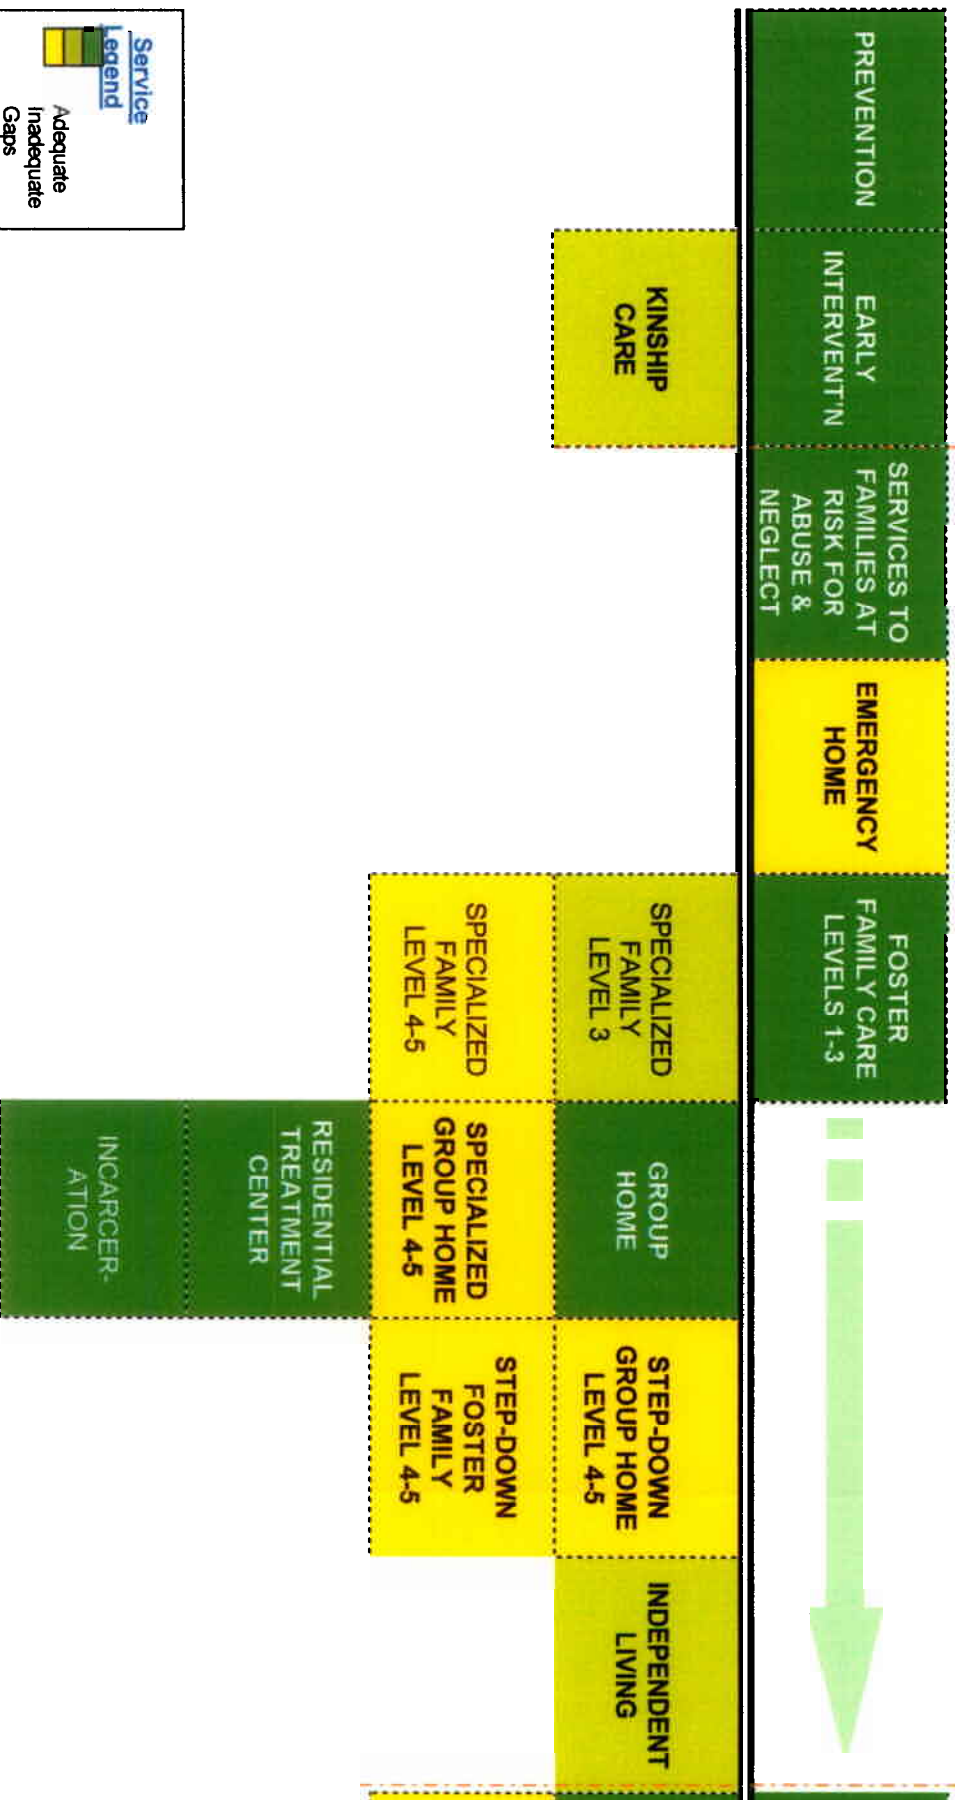 PREVENTION
EARLY
INTERVENT'N
SERVICES TO
FAMILIES AT
RISK FOR
ABUSE &
NEGLECT
EMERGENCY
HOME
FOSTER
FAMILY CARE
LEVELS 1-3
KINSHIP
CARE
SPECIALIZED
FAMILY
LEVEL 3
GROUP
HOME
STEP-DOWN
GROUP HOME
LEVEL 4-5
INDEPENDENT
LIVING
SPECIALIZED
FAMILY
LEVEL 4-5
SPECIALIZED
GROUP HOME
LEVEL 4-5
STEP-DOWN
FOSTER
FAMILY
LEVEL 4-5
RESIDENTIAL
TREATMENT
CENTER
INCARCER-
ATION
Service
Legend
Adequate
Inadequate
Gaps